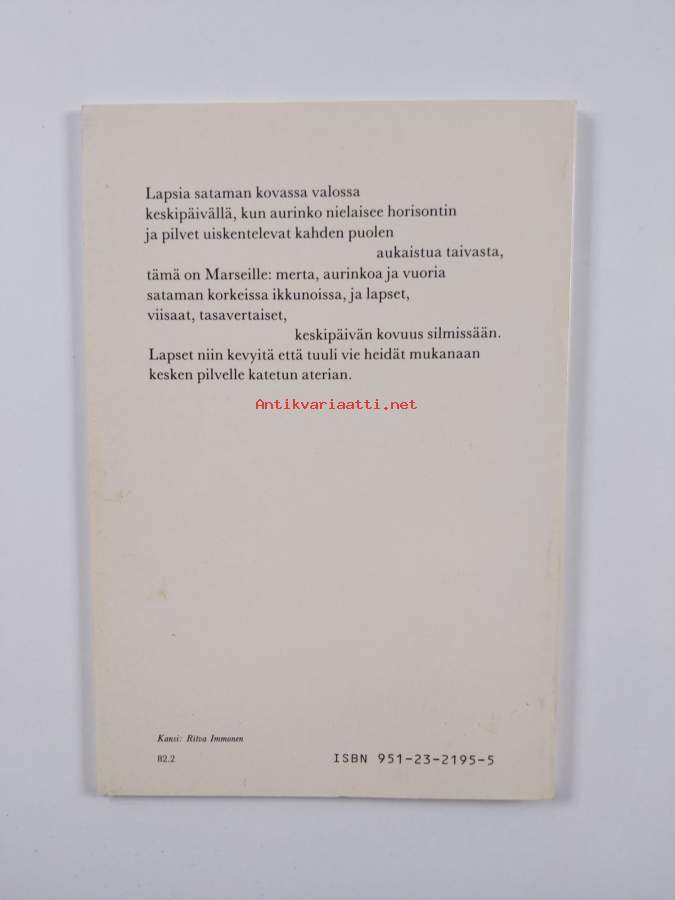 Lapsia sataman kovassa valossa
keskipäivällä, kun aurinko nielaisee horisontin
ja pilvet uiskentelevat kahden puolen
aukaistua taivasta,
tämä on Marseille: merta, aurinkoa ja vuoria
sataman korkeissa ikkunoissa, ja lapset,
viisaat, tasavertaiset,
keskipäivän kovuus silmissään.
Lapset niin kevyitä että tuuli vie heidät mukanaan
kesken pilvelle katetun aterian.
Antikvariaatti.net
Kansi: Ritva Immonen
82.2
ISBN 951-23-2195-5